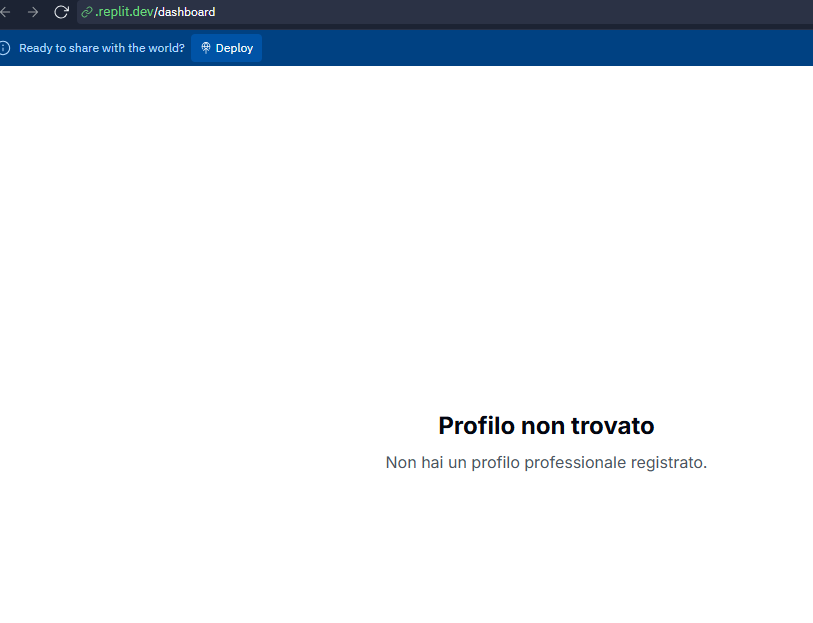 .replit.dev/dashboard
Ready to share with the world? Deploy
Profilo non trovato
Non hai un profilo professionale registrato.